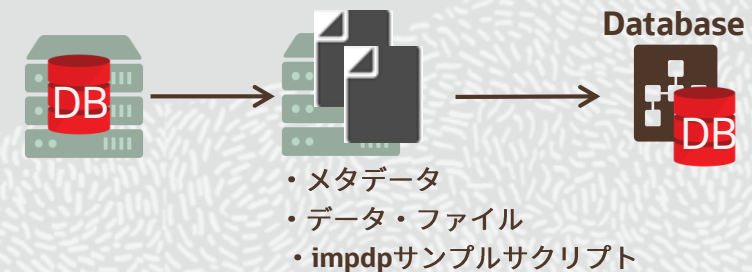 Database
DB
DB
・メタデータ
・データ・ファイル
・impdpサンプルサクリプト